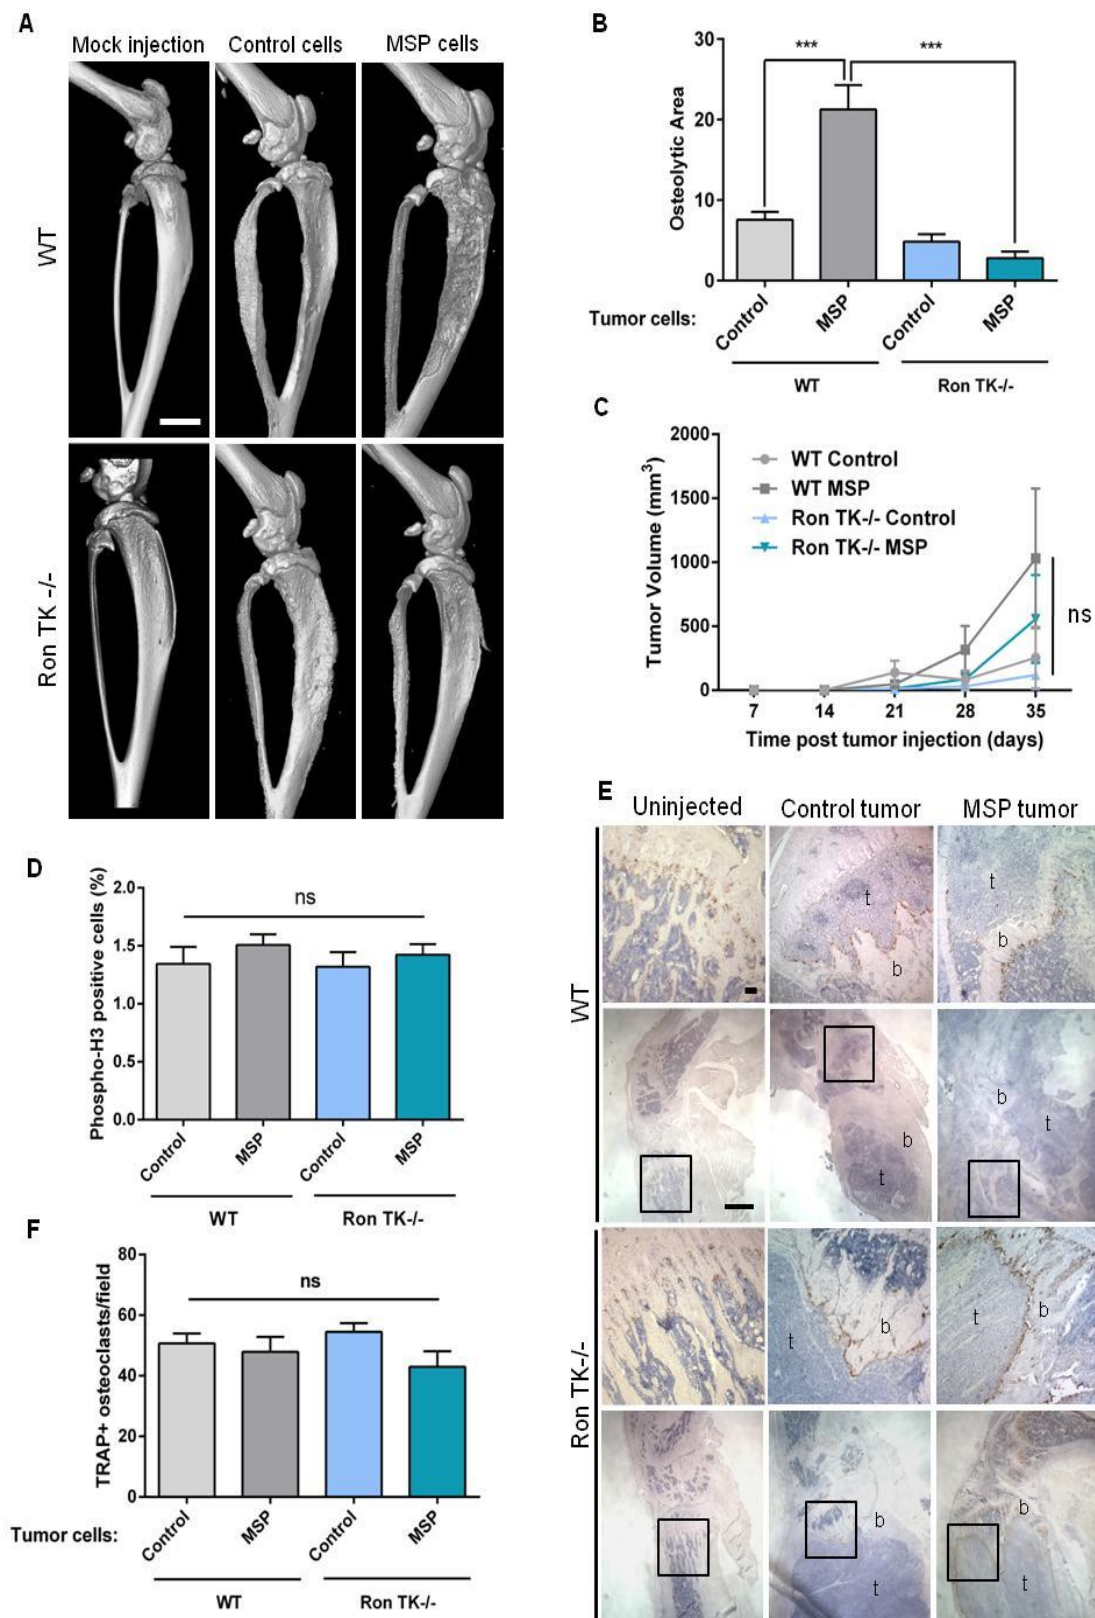 A
Mock injection
Control cells
MSP cells
WT
Ron TK -/-
B
***
***
30
20
10
0
Osteolytic Area
Tumor cells:
Control
MSP
Control
MSP
WT
Ron TK-/-
C
2000
1500
1000
500
0
Tumor Volume (mm³)
WT Control
WT MSP
Ron TK-/- Control
Ron TK-/- MSP
ns
7
14
21
28
35
Time post tumor injection (days)
D
2.0
1.5
1.0
0.5
0.0
Phospho-H3 positive cells (%)
ns
Control
MSP
Control
MSP
WT
Ron TK-/-
E
Uninjected
Control tumor
MSP tumor
WT
t
b
t
b
b
t
b
t
Ron TK-/-
t
b
t
b
b
t
b
t
F
80
60
40
20
0
TRAP+ osteoclasts/field
ns
Tumor cells:
Control
MSP
Control
MSP
WT
Ron TK-/-